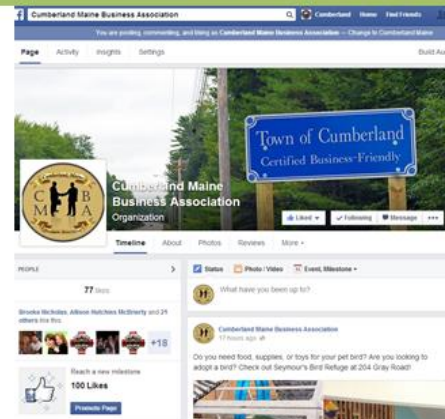 Cumberland Maine Business Association
Cumberland Home Find Friends
You are posting, commenting, and liking as Cumberland Maine Business Association — Change to Cumberland Maine
Page Activity Insights Settings Build Au
Town of Cumberland
Certified Business-Friendly
C M B A
Cumberland Maine
Business Association
Organization
Liked Following Message
Timeline About Photos Reviews More
PEOPLE
77 likes
Brooke Nicholas, Allison Hutchins McBrierty and 21
others like this.
+18
Reach a new milestone
100 Likes
Promote Page
Status Photo / Video Event, Milestone +
What have you been up to?
Cumberland Maine Business Association
17 hours ago
Do you need food, supplies, or toys for your pet bird? Are you looking to
adopt a bird? Check out Seymour's Bird Refuge at 204 Gray Road!